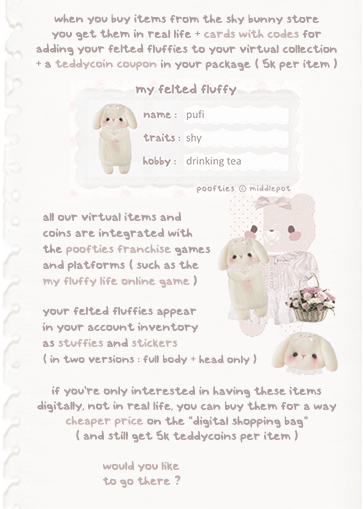 when you buy items from the shy bunny store
you get them in real life + cards with codes for
adding your felted fluffies to your virtual collection
+ a teddycoin coupon in your package ( 5k per item )
my felted fluffy
name : pufi
traits : shy
hobby : drinking tea
poofties © middlepot
all our virtual items and
coins are integrated with
the poofties franchise games
and platforms ( such as the
my fluffy life online game )
your felted fluffies appear
in your account inventory
as stuffies and stickers
( in two versions : full body + head only )
if you're only interested in having these items
digitally, not in real life, you can buy them for a way
cheaper price on the "digital shopping bag"
( and still get 5k teddycoins per item )
would you like
to go there ?